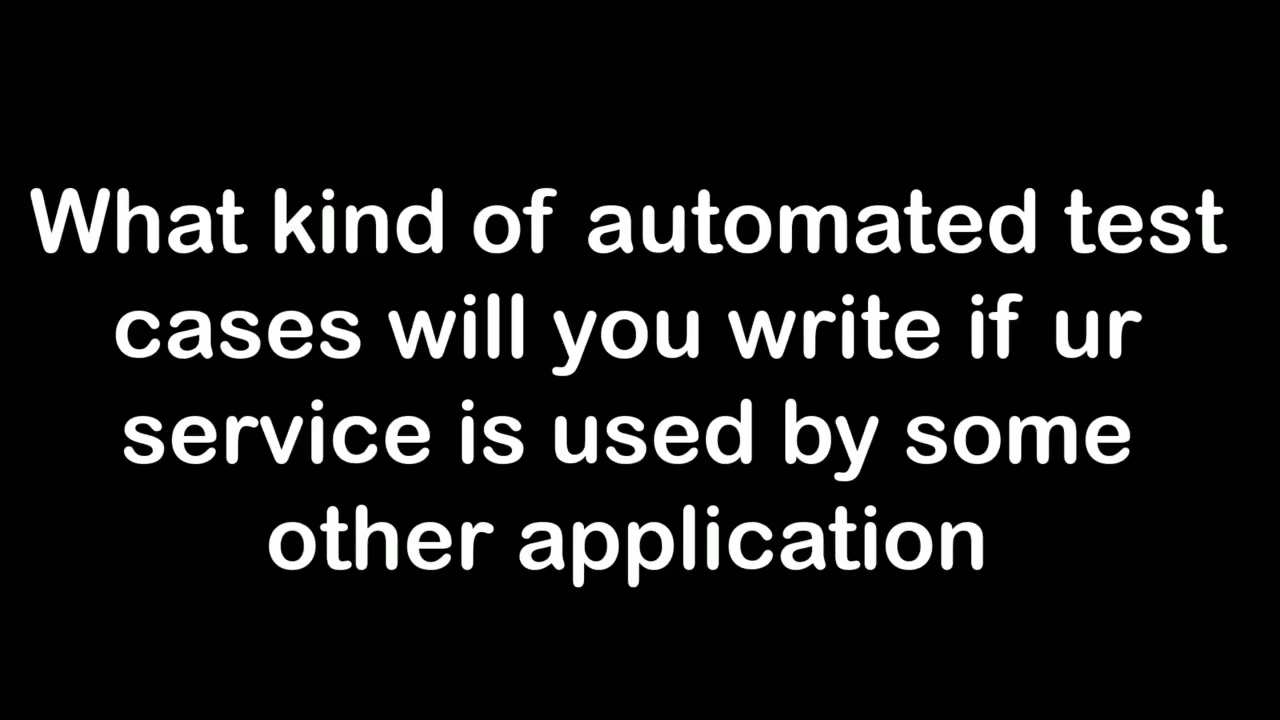 What kind of automated test
cases will you write if ur
service is used by some
other application